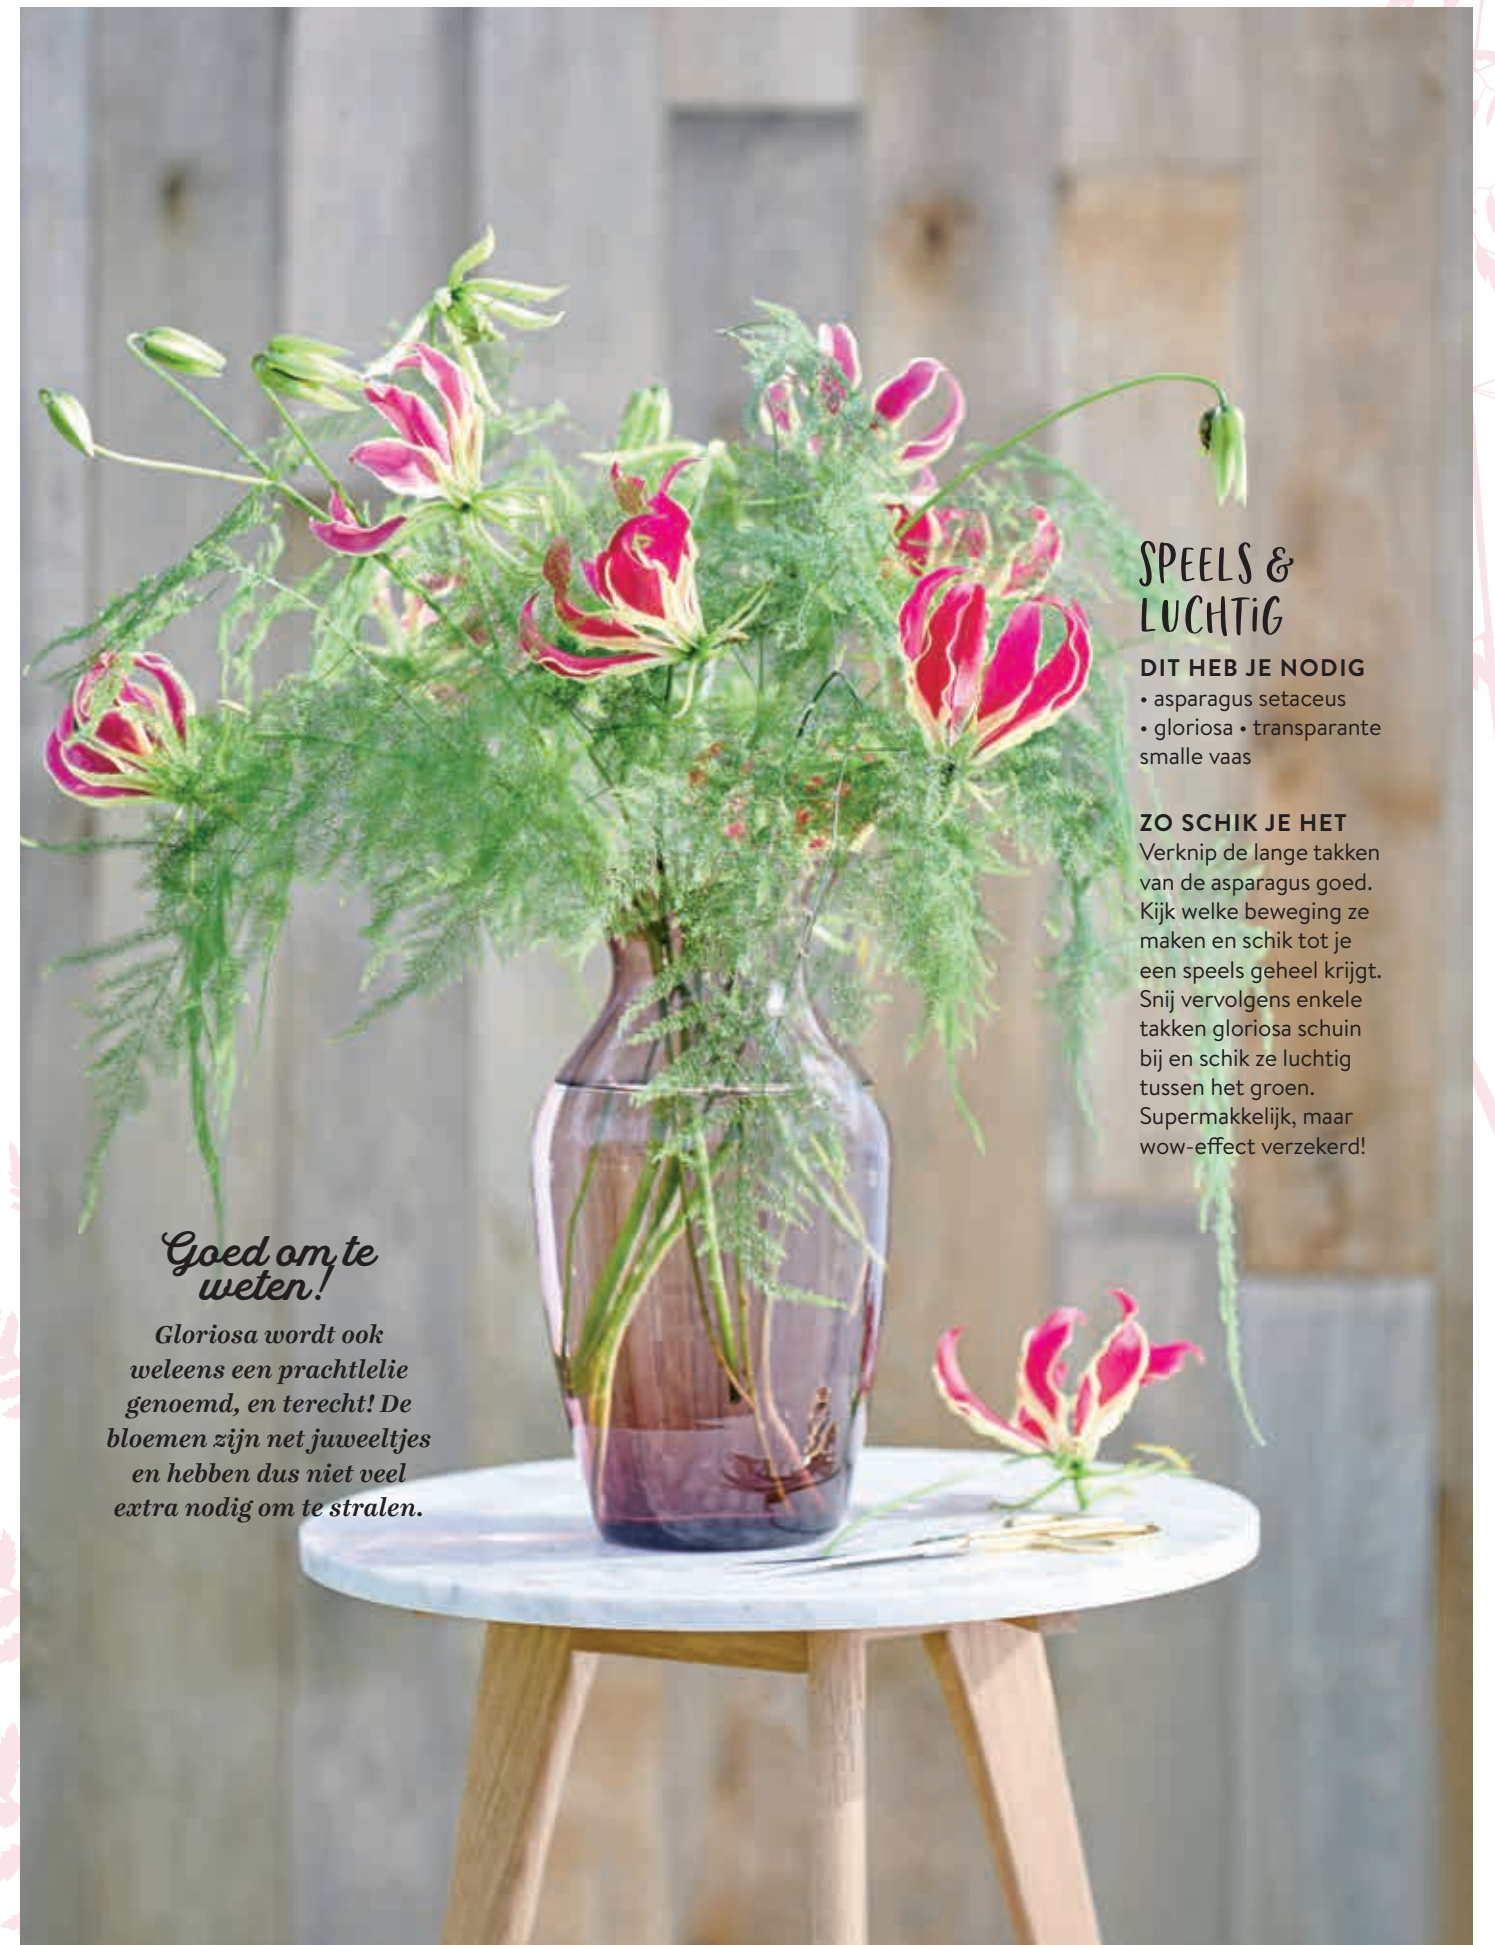 SPEELS &
LUCHTiG
DIT HEB JE NODIG
• asparagus setaceus
• gloriosa • transparante
smalle vaas
ZO SCHIK JE HET
Verknip de lange takken
van de asparagus goed.
Kijk welke beweging ze
maken en schik tot je
een speels geheel krijgt.
Snij vervolgens enkele
takken gloriosa schuin
bij en schik ze luchtig
tussen het groen.
Supermakkelijk, maar
wow-effect verzekerd!
Goed om te
weten!
Gloriosa wordt ook
weleens een prachtlelie
genoemd, en terecht! De
bloemen zijn net juweeltjes
en hebben dus niet veel
extra nodig om te stralen.